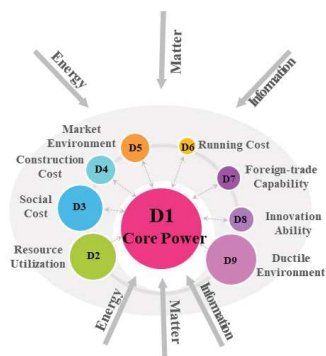 Energy
Matter
Information
Market
Environment
D5
D6
Running Cost
Construction
Cost
D4
D7
Foreign-trade
Capability
Social
Cost
D3
D1
Core Power
D8
Innovation
Ability
Resource
Utilization
D2
D9
Ductile
Environment
Energy
Matter
Information